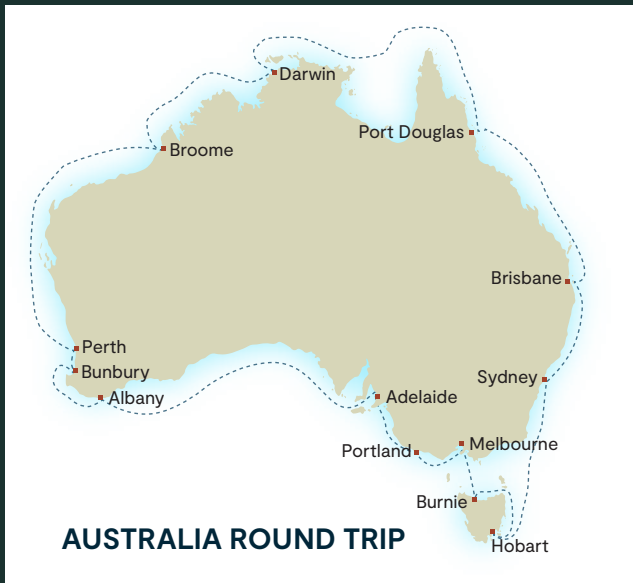 Darwin
Port Douglas
Broome
Brisbane
Perth
Bunbury
Sydney
Albany
Adelaide
Melbourne
Portland
Burnie
AUSTRALIA ROUND TRIP
Hobart